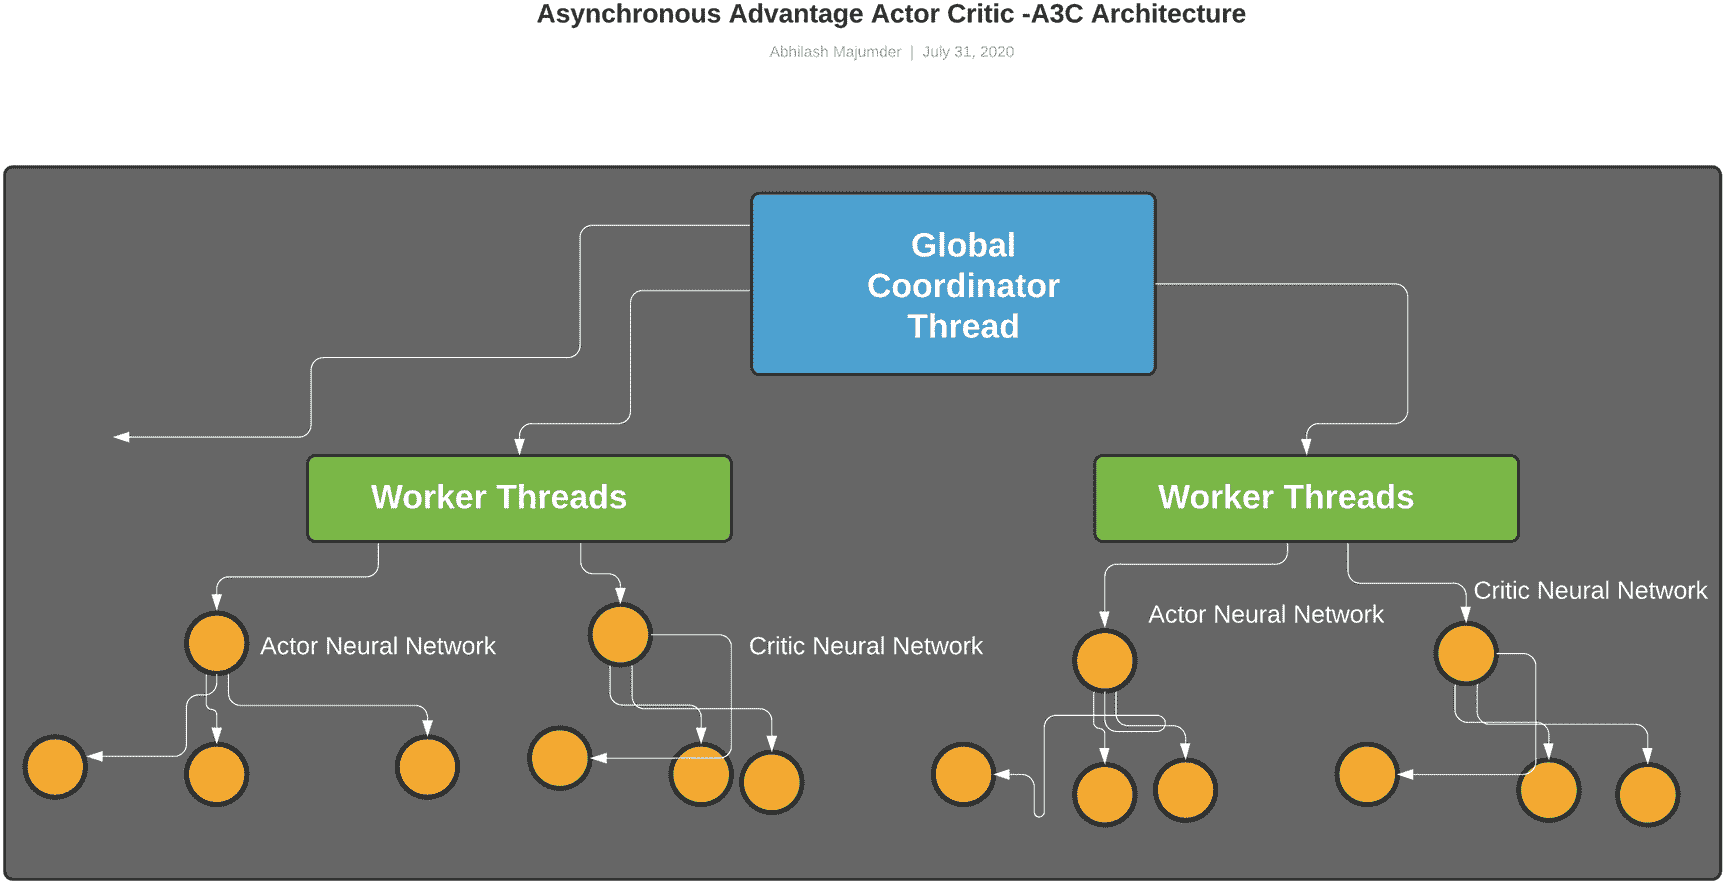 Asynchronous Advantage Actor Critic -A3C Architecture
Abhilash Majumder | July 31, 2020
Global
Coordinator
Thread
Worker Threads
Worker Threads
Critic Neural Network
Actor Neural Network
Actor Neural Network
Critic Neural Network